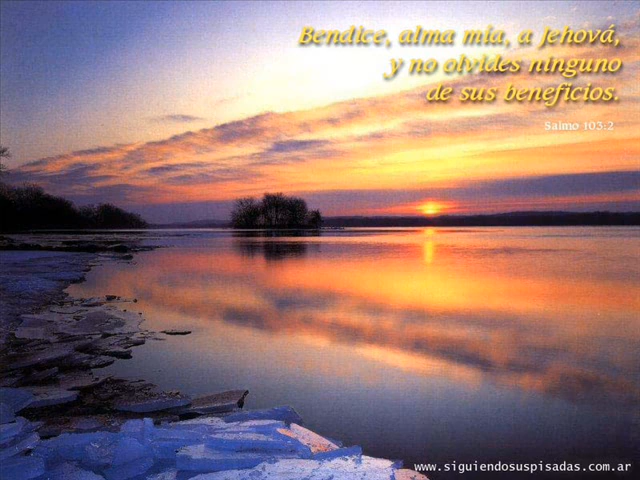 Bendice, alma mía, a Jehová,
y no olvides ninguno
de sus beneficios.
Salmo 103:2
www.siguiendosuspisadas.com.ar